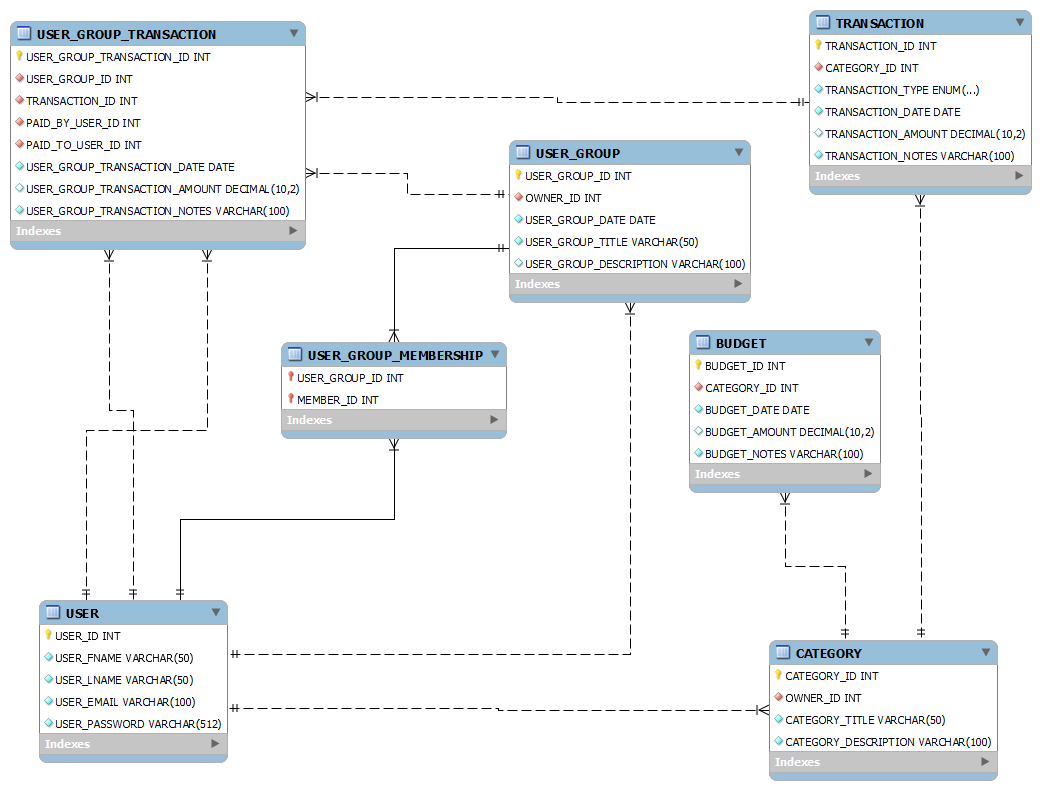 USER_GROUP_TRANSACTION
USER_GROUP_TRANSACTION_ID INT
USER_GROUP_ID INT
TRANSACTION_ID INT
PAID_BY_USER_ID INT
PAID_TO_USER_ID INT
USER_GROUP_TRANSACTION_DATE DATE
USER_GROUP_TRANSACTION_AMOUNT DECIMAL(10,2)
USER_GROUP_TRANSACTION_NOTES VARCHAR(100)
Indexes
TRANSACTION
TRANSACTION_ID INT
CATEGORY_ID INT
TRANSACTION_TYPE ENUM(...)
TRANSACTION_DATE DATE
TRANSACTION_AMOUNT DECIMAL(10,2)
TRANSACTION_NOTES VARCHAR(100)
Indexes
USER_GROUP
USER_GROUP_ID INT
OWNER_ID INT
USER_GROUP_DATE DATE
USER_GROUP_TITLE VARCHAR(50)
USER_GROUP_DESCRIPTION VARCHAR(100)
Indexes
USER_GROUP_MEMBERSHIP
USER_GROUP_ID INT
MEMBER_ID INT
Indexes
BUDGET
BUDGET_ID INT
CATEGORY_ID INT
BUDGET_DATE DATE
BUDGET_AMOUNT DECIMAL(10,2)
BUDGET_NOTES VARCHAR(100)
Indexes
USER
USER_ID INT
USER_FNAME VARCHAR(50)
USER_LNAME VARCHAR(50)
USER_EMAIL VARCHAR(100)
USER_PASSWORD VARCHAR(512)
Indexes
CATEGORY
CATEGORY_ID INT
OWNER_ID INT
CATEGORY_TITLE VARCHAR(50)
CATEGORY_DESCRIPTION VARCHAR(100)
Indexes